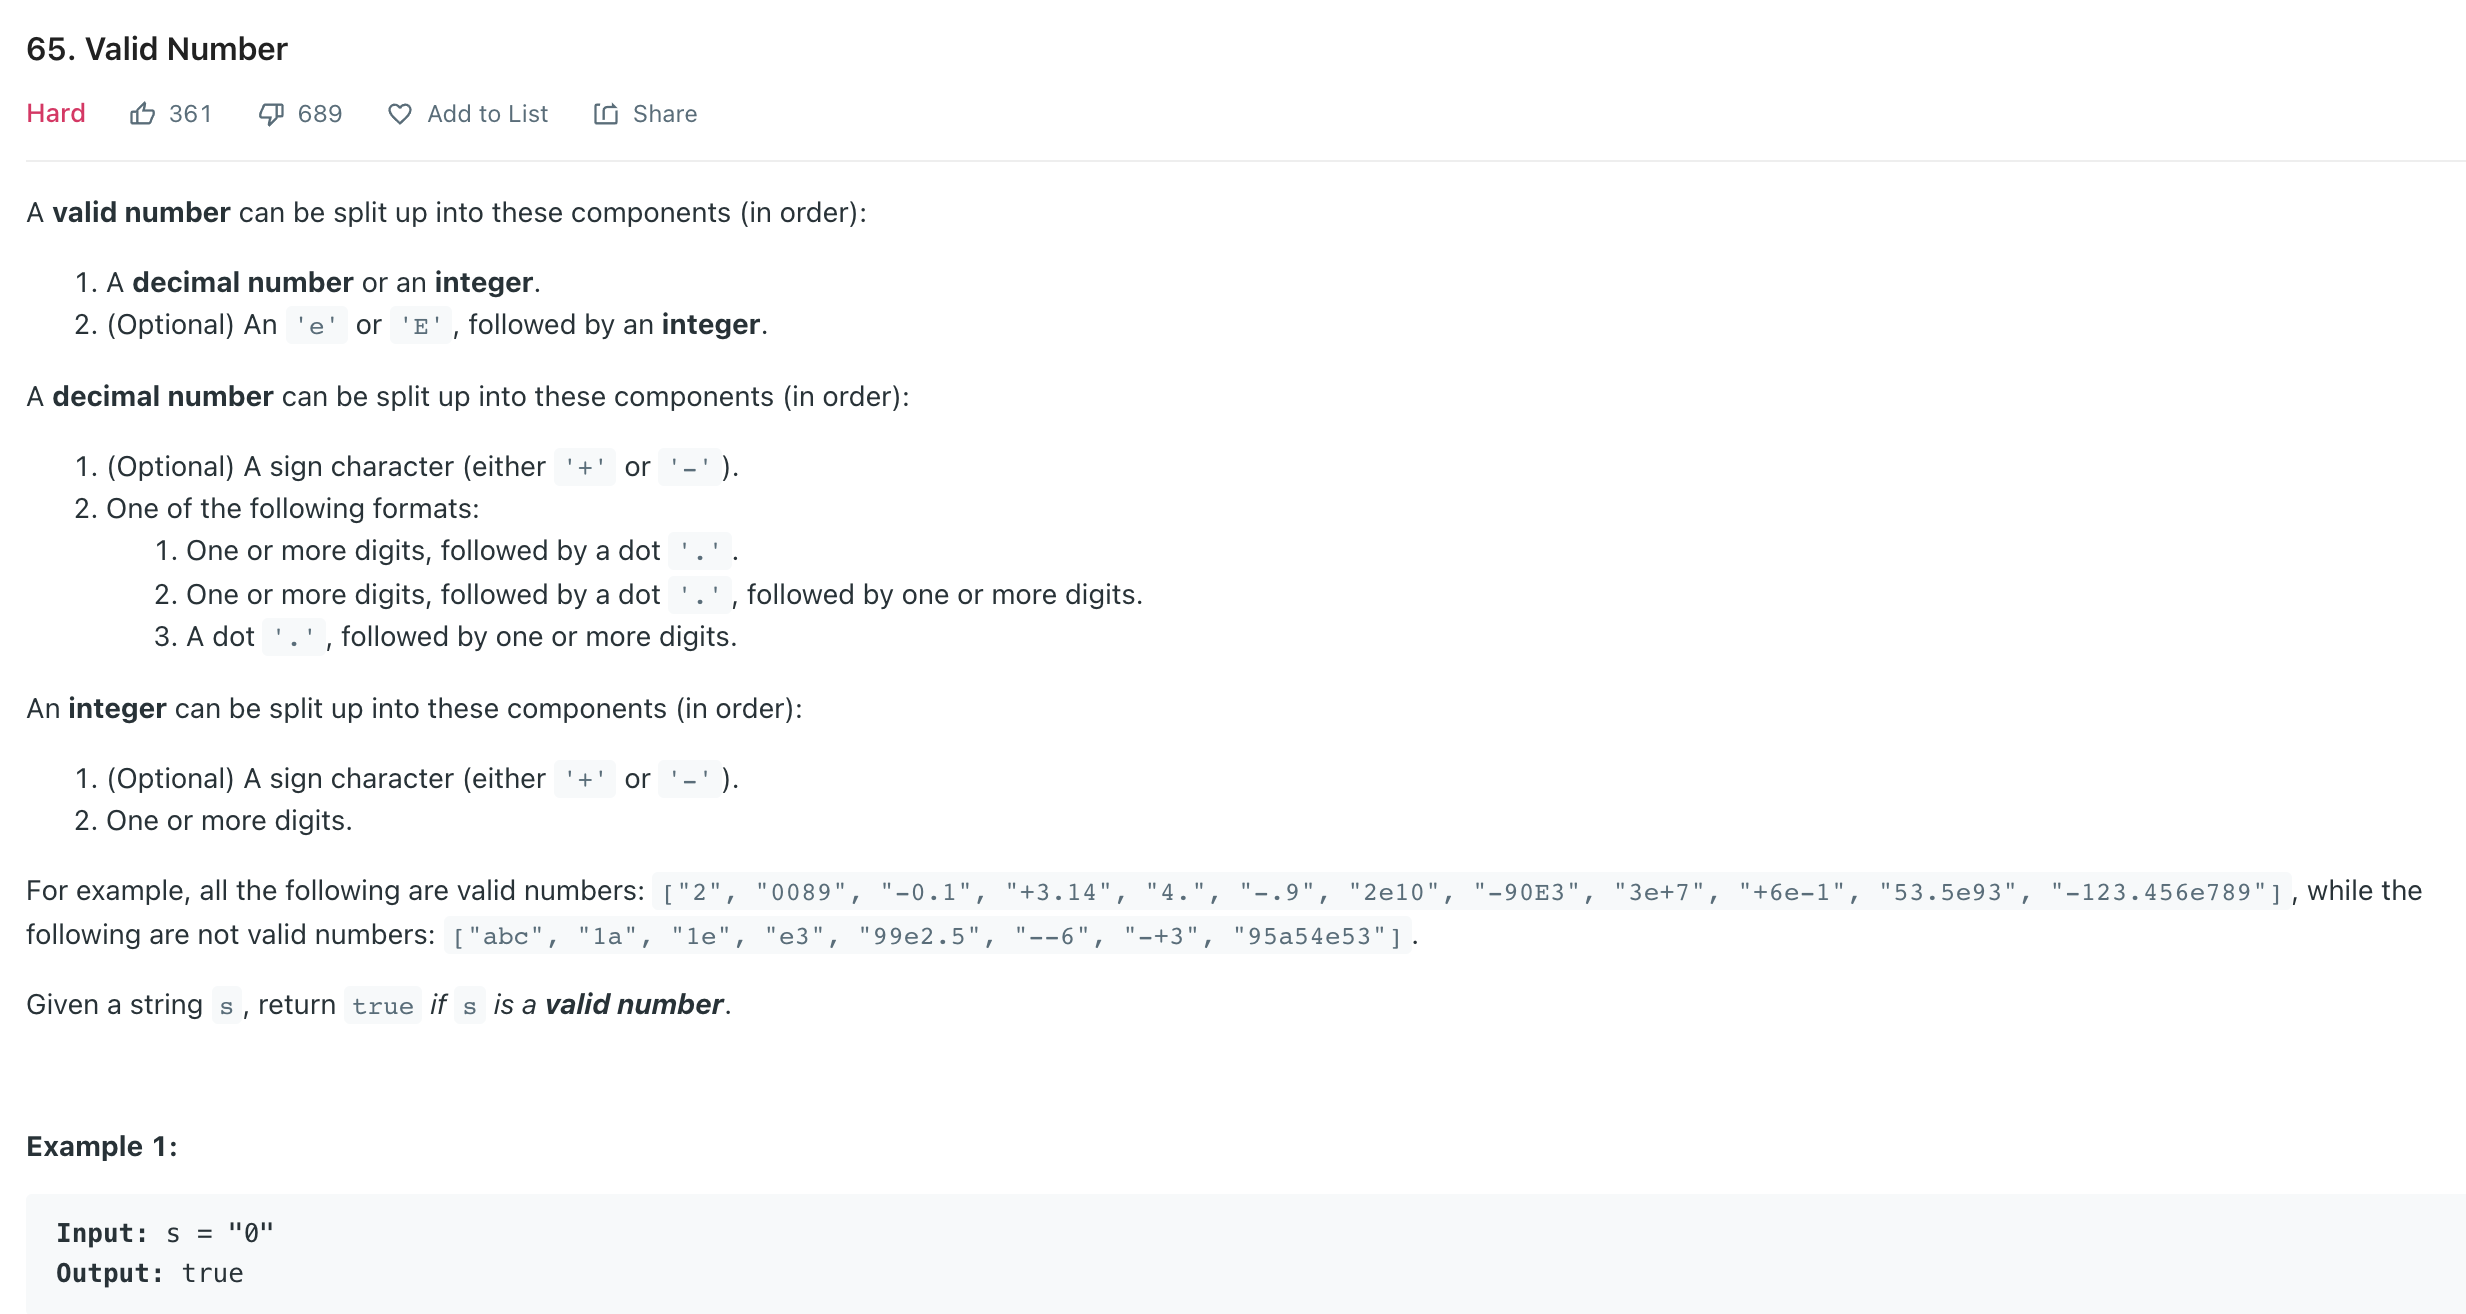 65. Valid Number
Hard 361 689 Add to List Share
A valid number can be split up into these components (in order):
1. A decimal number or an integer.
2. (Optional) An 'e' or 'E', followed by an integer.
A decimal number can be split up into these components (in order):
1. (Optional) A sign character (either '+' or '-').
2. One of the following formats:
1. One or more digits, followed by a dot '.'.
2. One or more digits, followed by a dot '.', followed by one or more digits.
3. A dot '.', followed by one or more digits.
An integer can be split up into these components (in order):
1. (Optional) A sign character (either '+' or '-').
2. One or more digits.
For example, all the following are valid numbers: ["2", "0089", "-0.1", "+3.14", "4.", "-.9", "2e10", "-90E3", "3e+7", "+6e-1", "53.5e93", "-123.456e789"], while the
following are not valid numbers: ["abc", "1a", "1e", "e3", "99e2.5", "--6", "-+3", "95a54e53"].
Given a string s, return true if s is a valid number.
Example 1:
Input: s = "0"
Output: true